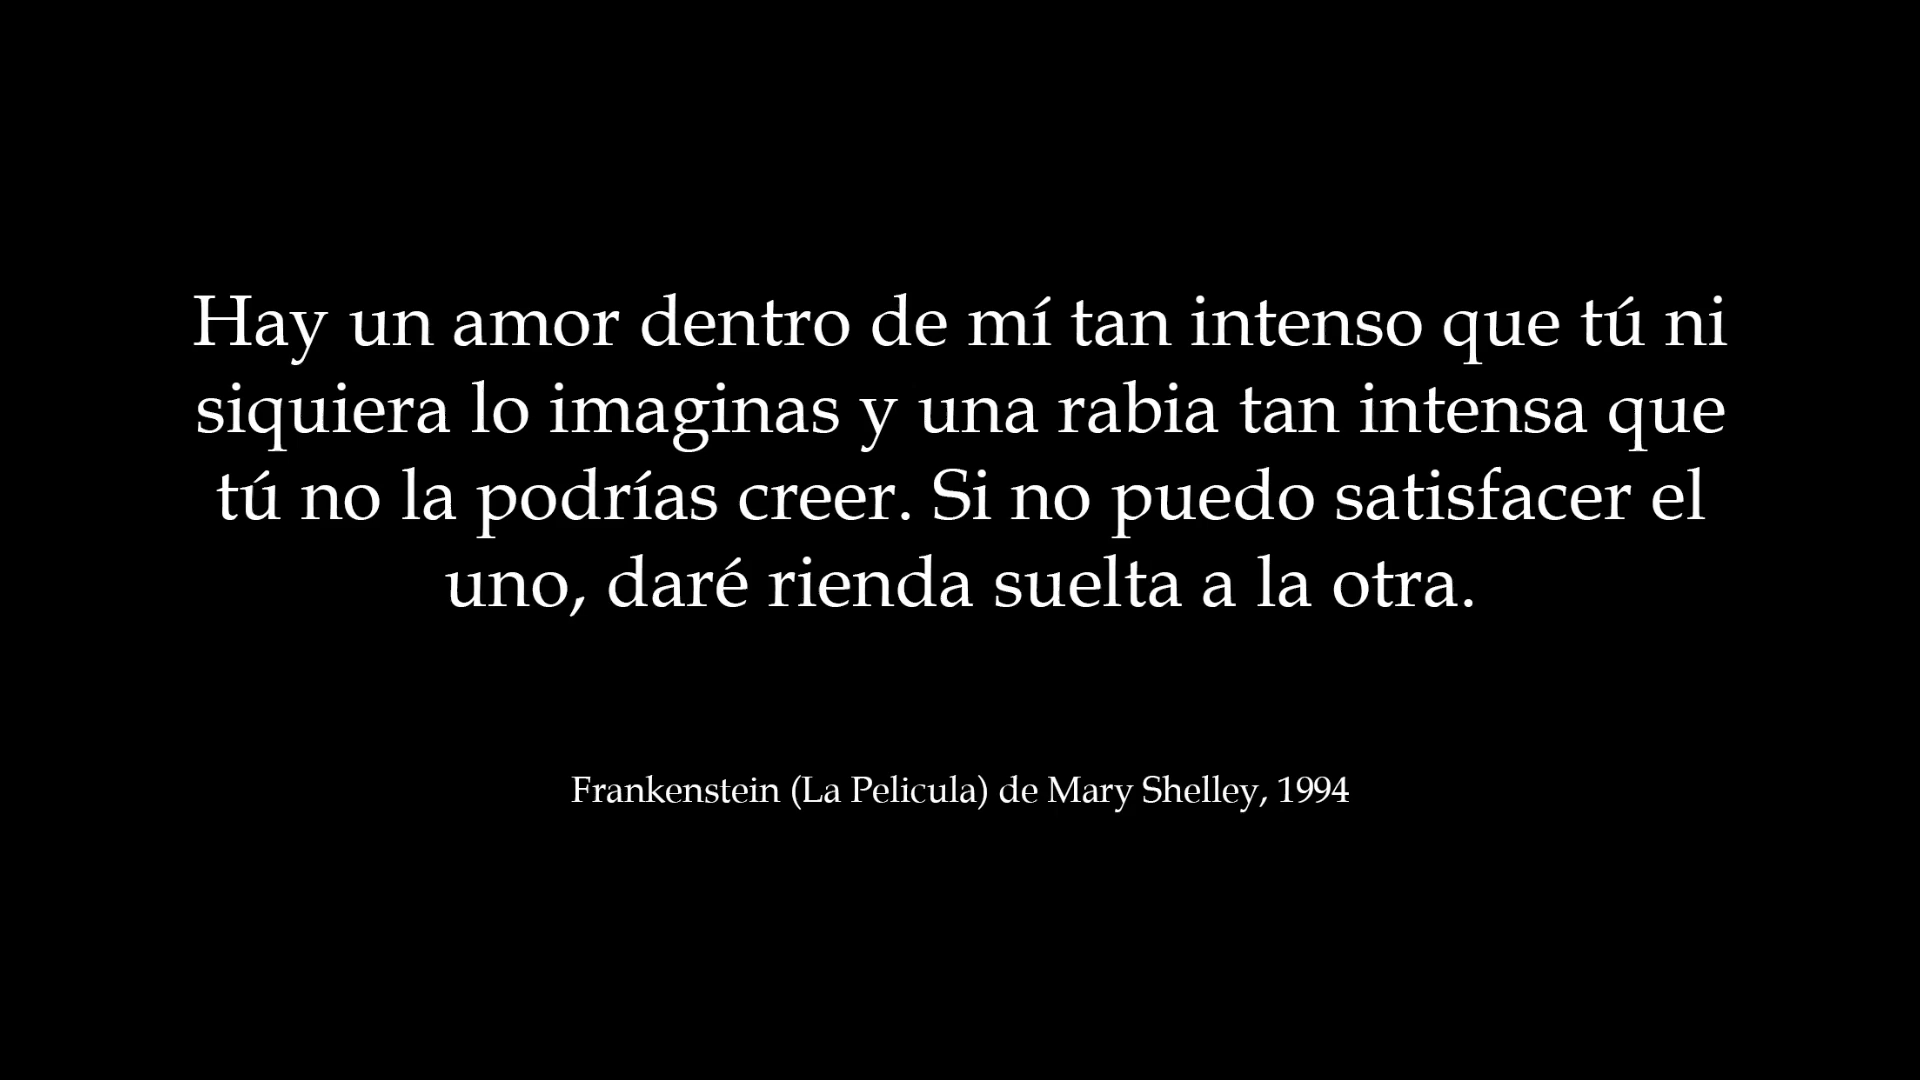 Hay un amor dentro de mí tan intenso que tú ni
siquiera lo imaginas y una rabia tan intensa que
tú no la podrías creer. Si no puedo satisfacer el
uno, daré rienda suelta a la otra.
Frankenstein (La Pelicula) de Mary Shelley, 1994